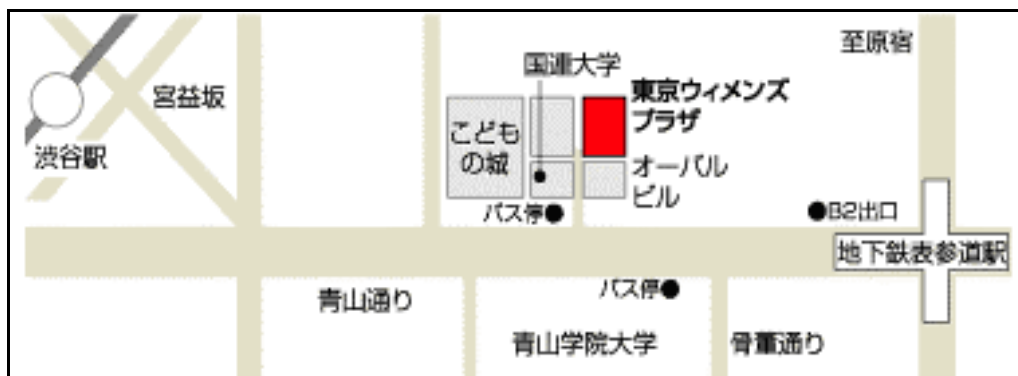 至原宿
国連大学
宮益坂
東京ウィメンズ
プラザ
こども
の城
渋谷駅
オーバル
ビル
バス停
B2出口
地下鉄表参道駅
バス停
青山通り
青山学院大学
骨董通り